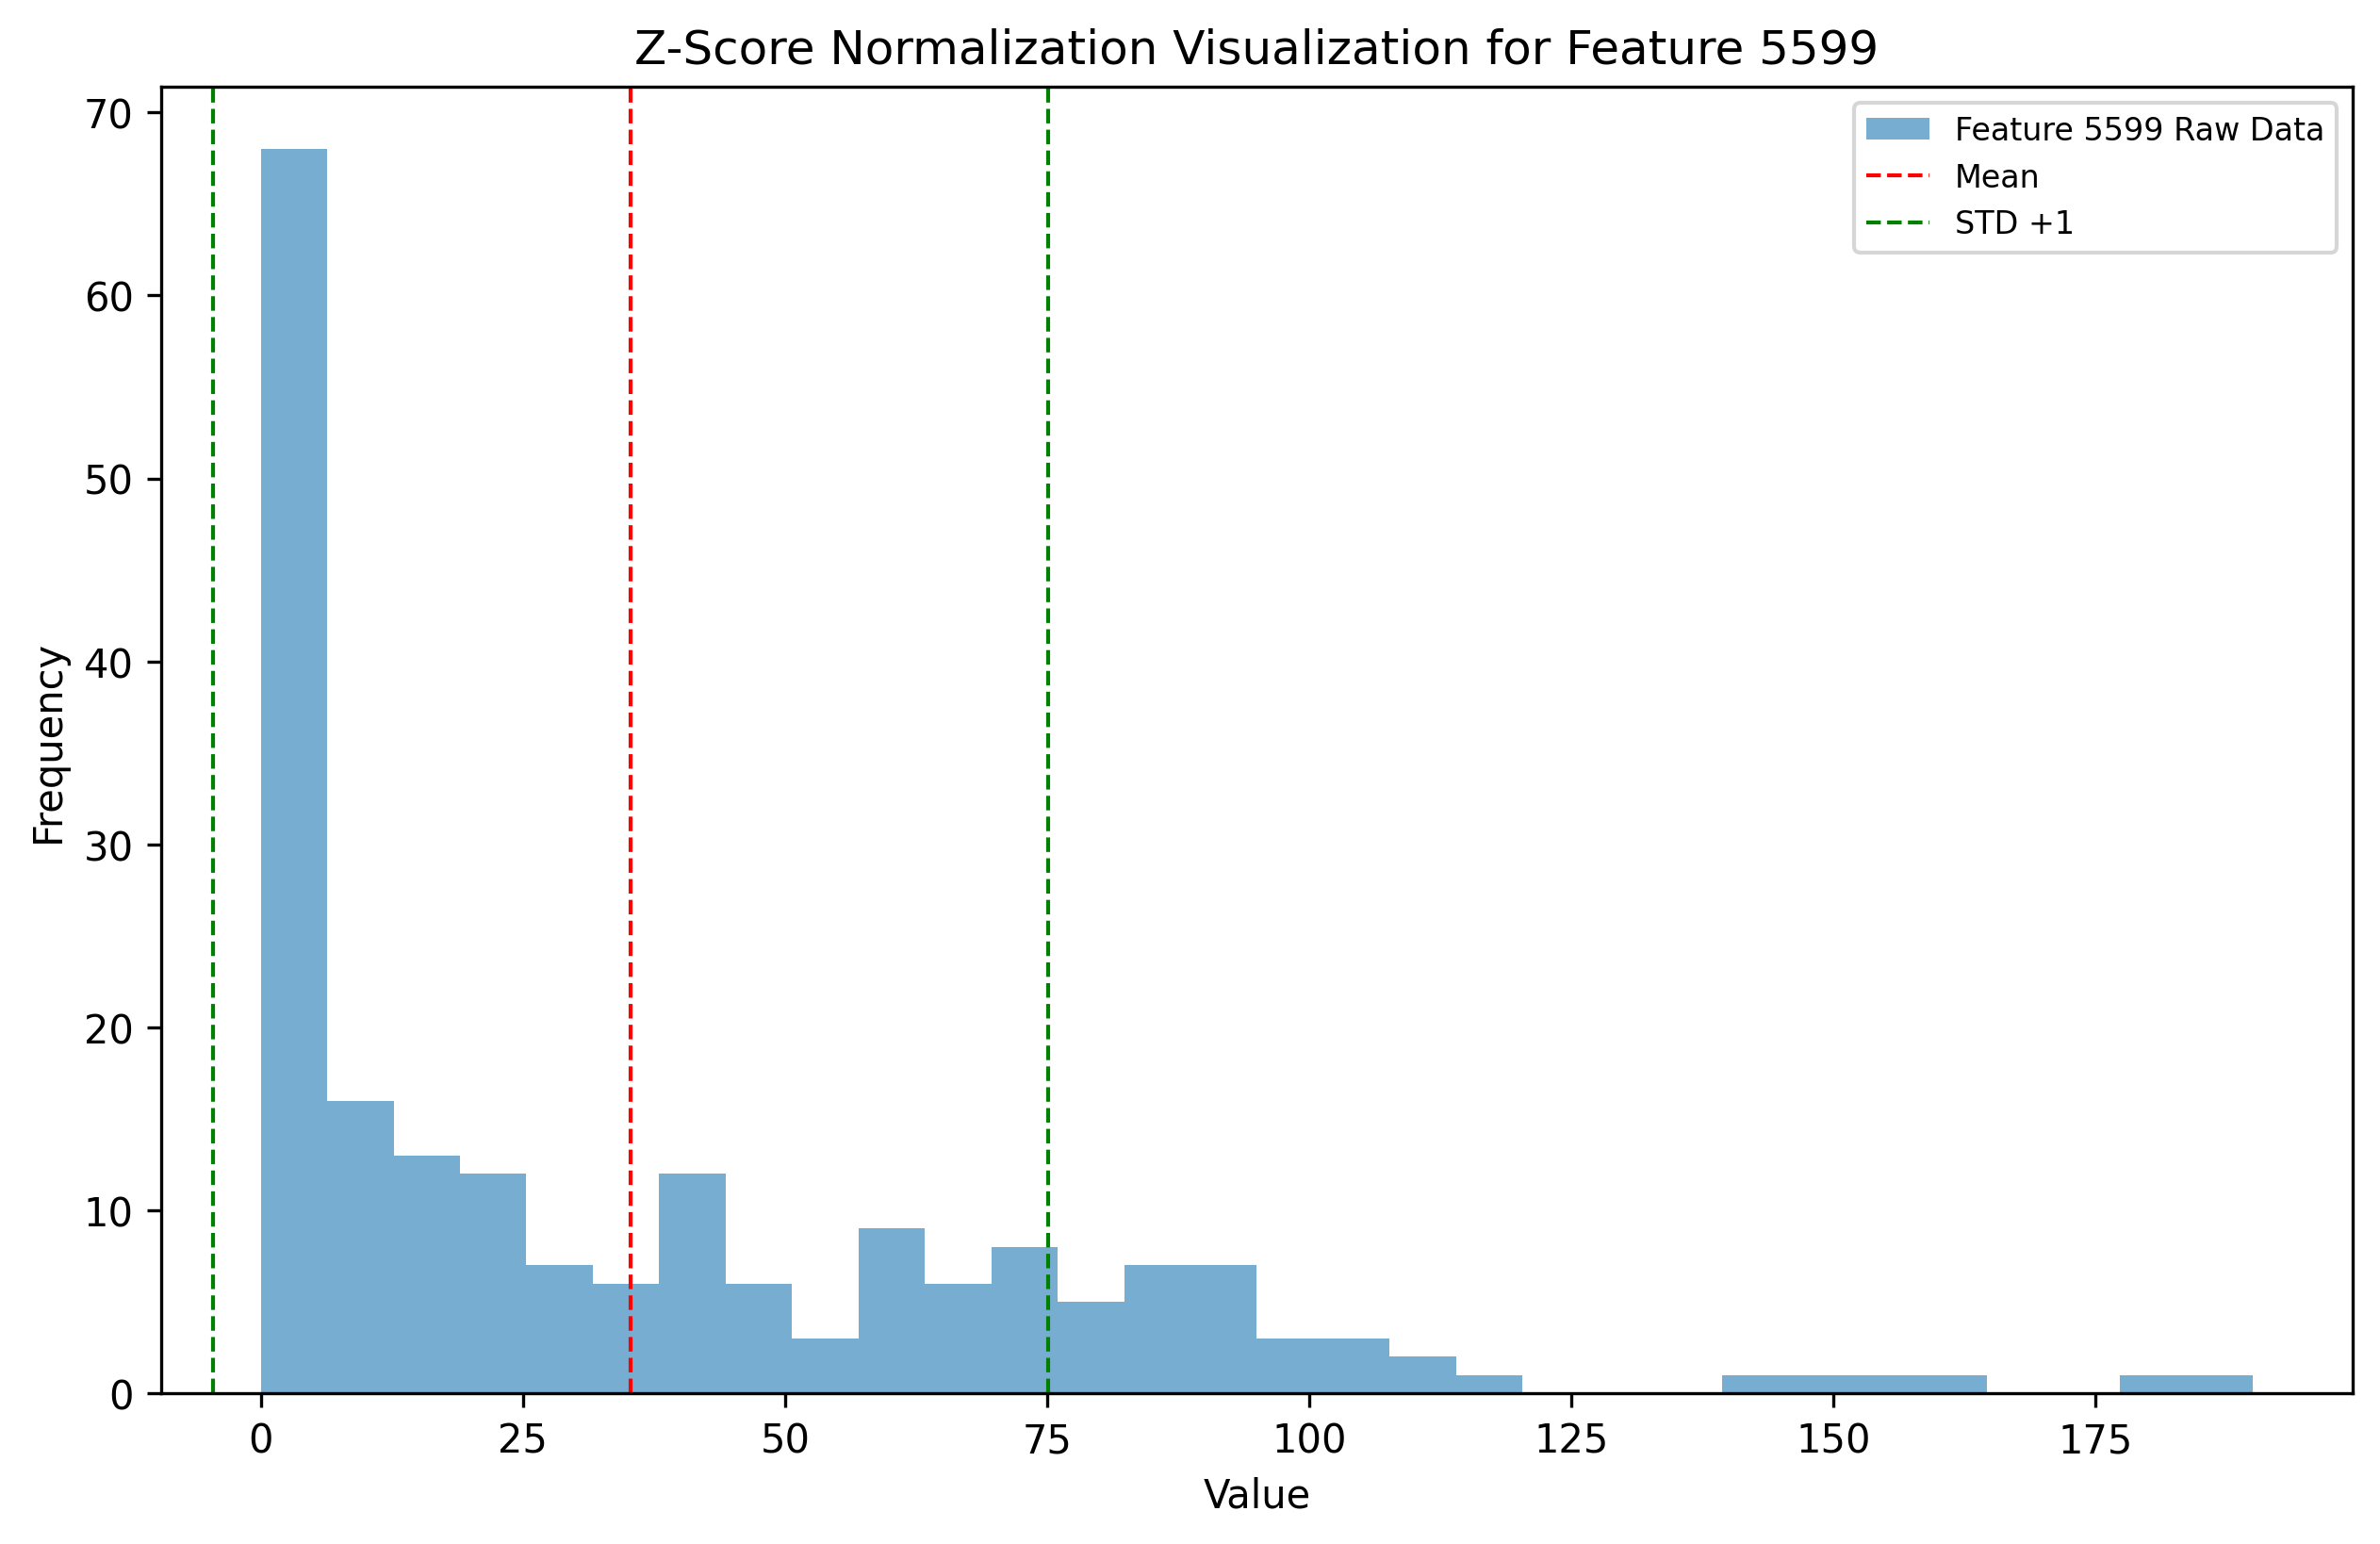 Z-Score Normalization Visualization for Feature 5599
Feature 5599 Raw Data
Mean
STD +1
70
60
50
40
30
20
10
0
Frequency
0 25 50 75 100 125 150 175
Value